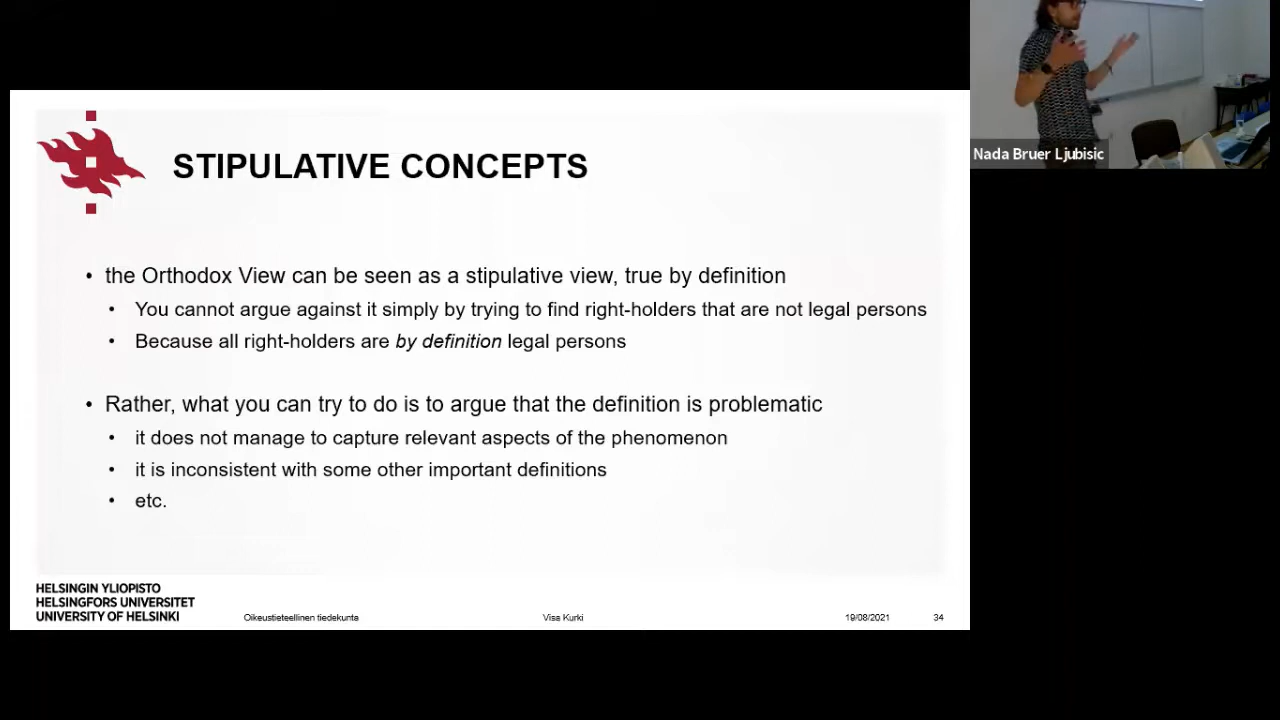 Nada Bruer Ljubisic
STIPULATIVE CONCEPTS
• the Orthodox View can be seen as a stipulative view, true by definition
• You cannot argue against it simply by trying to find right-holders that are not legal persons
• Because all right-holders are by definition legal persons
• Rather, what you can try to do is to argue that the definition is problematic
• it does not manage to capture relevant aspects of the phenomenon
• it is inconsistent with some other important definitions
• etc.
HELSINGIN YLIOPISTO
HELSINGFORS UNIVERSITET
UNIVERSITY OF HELSINKI
Oikeustieteellinen tiedekunta
Visa Kurki
19/08/2021
34